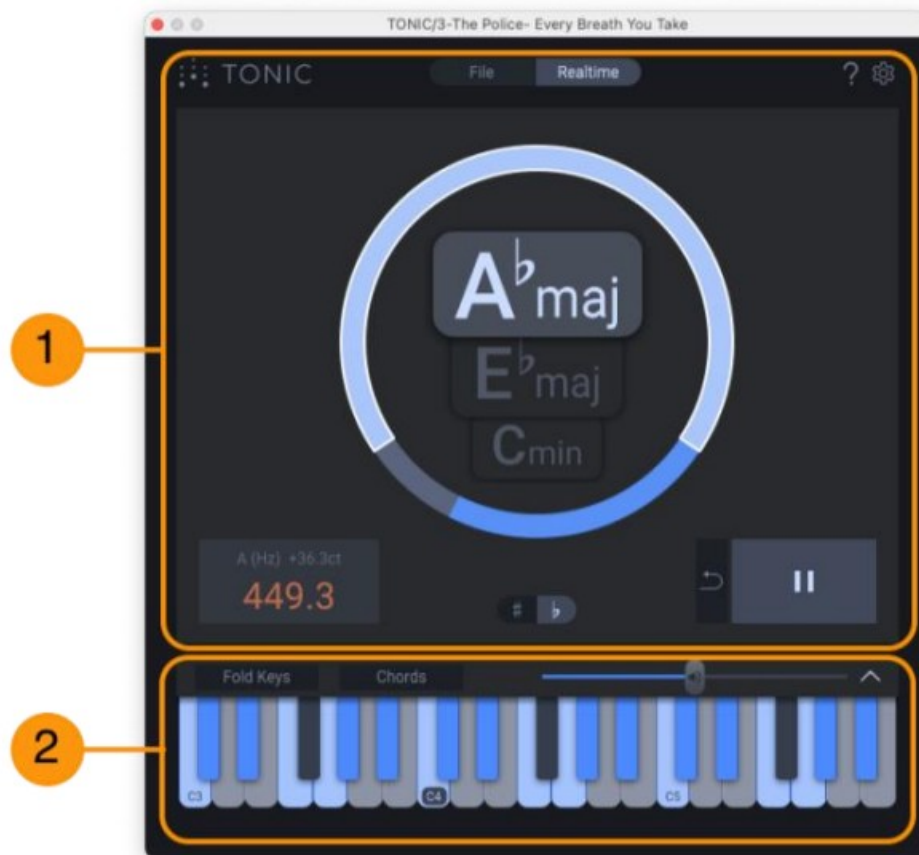 TONIC/3-The Police- Every Breath You Take
TONIC
File Realtime
?
A♭maj
E♭maj
Cmin
A (Hz) +36.3ct
449.3
♯ ♭
1
Fold Keys Chords
C3 C4 C5
2